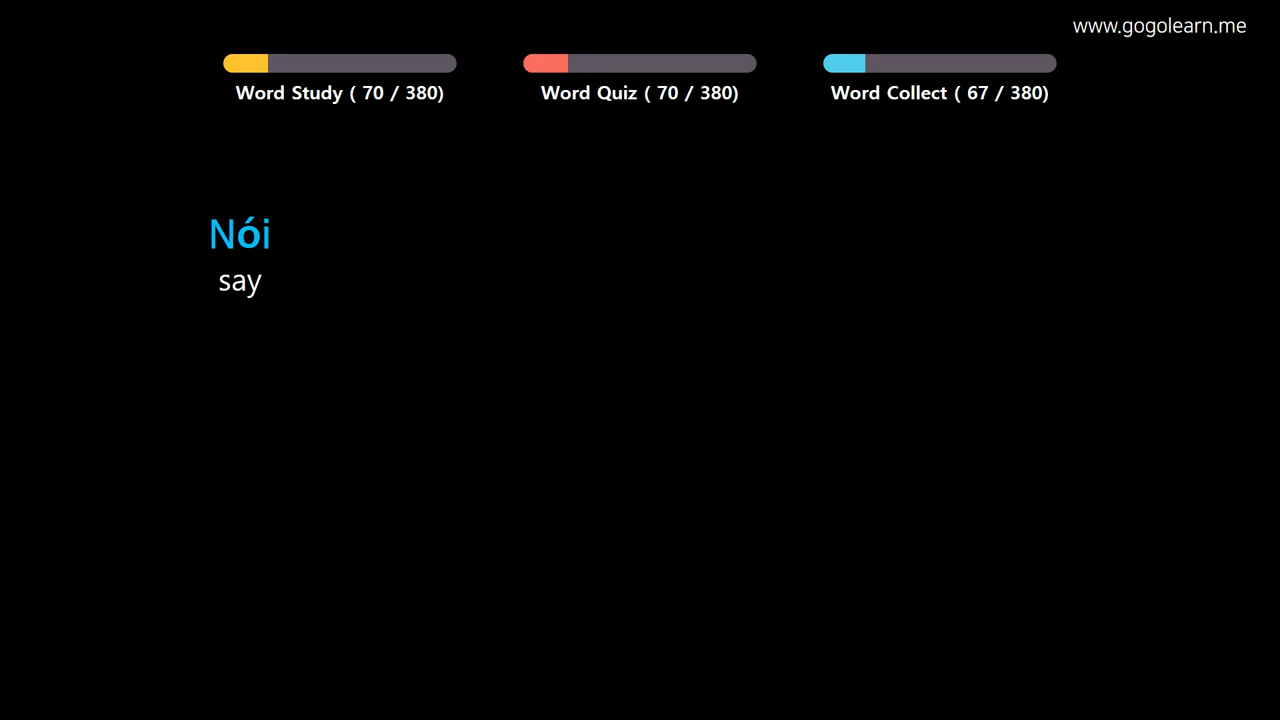 www.gogolearn.me
Word Study ( 70 / 380)
Word Quiz ( 70 / 380)
Word Collect ( 67 / 380)
Nói
say